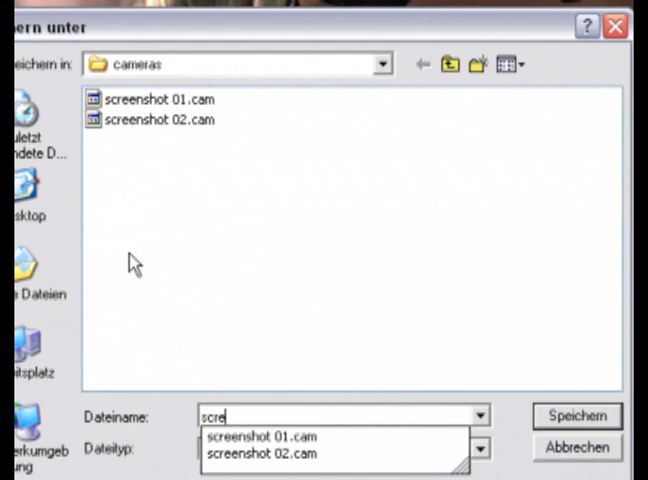 ern unter
eichern in: cameras
screenshot 01.cam
screenshot 02.cam
uletzt
ndete D...
sktop
e Dateien
itsplatz
erkumgeb
ung
Dateiname: scre
Speichern
screenshot 01.cam
screenshot 02.cam
Dateityp:
Abbrechen